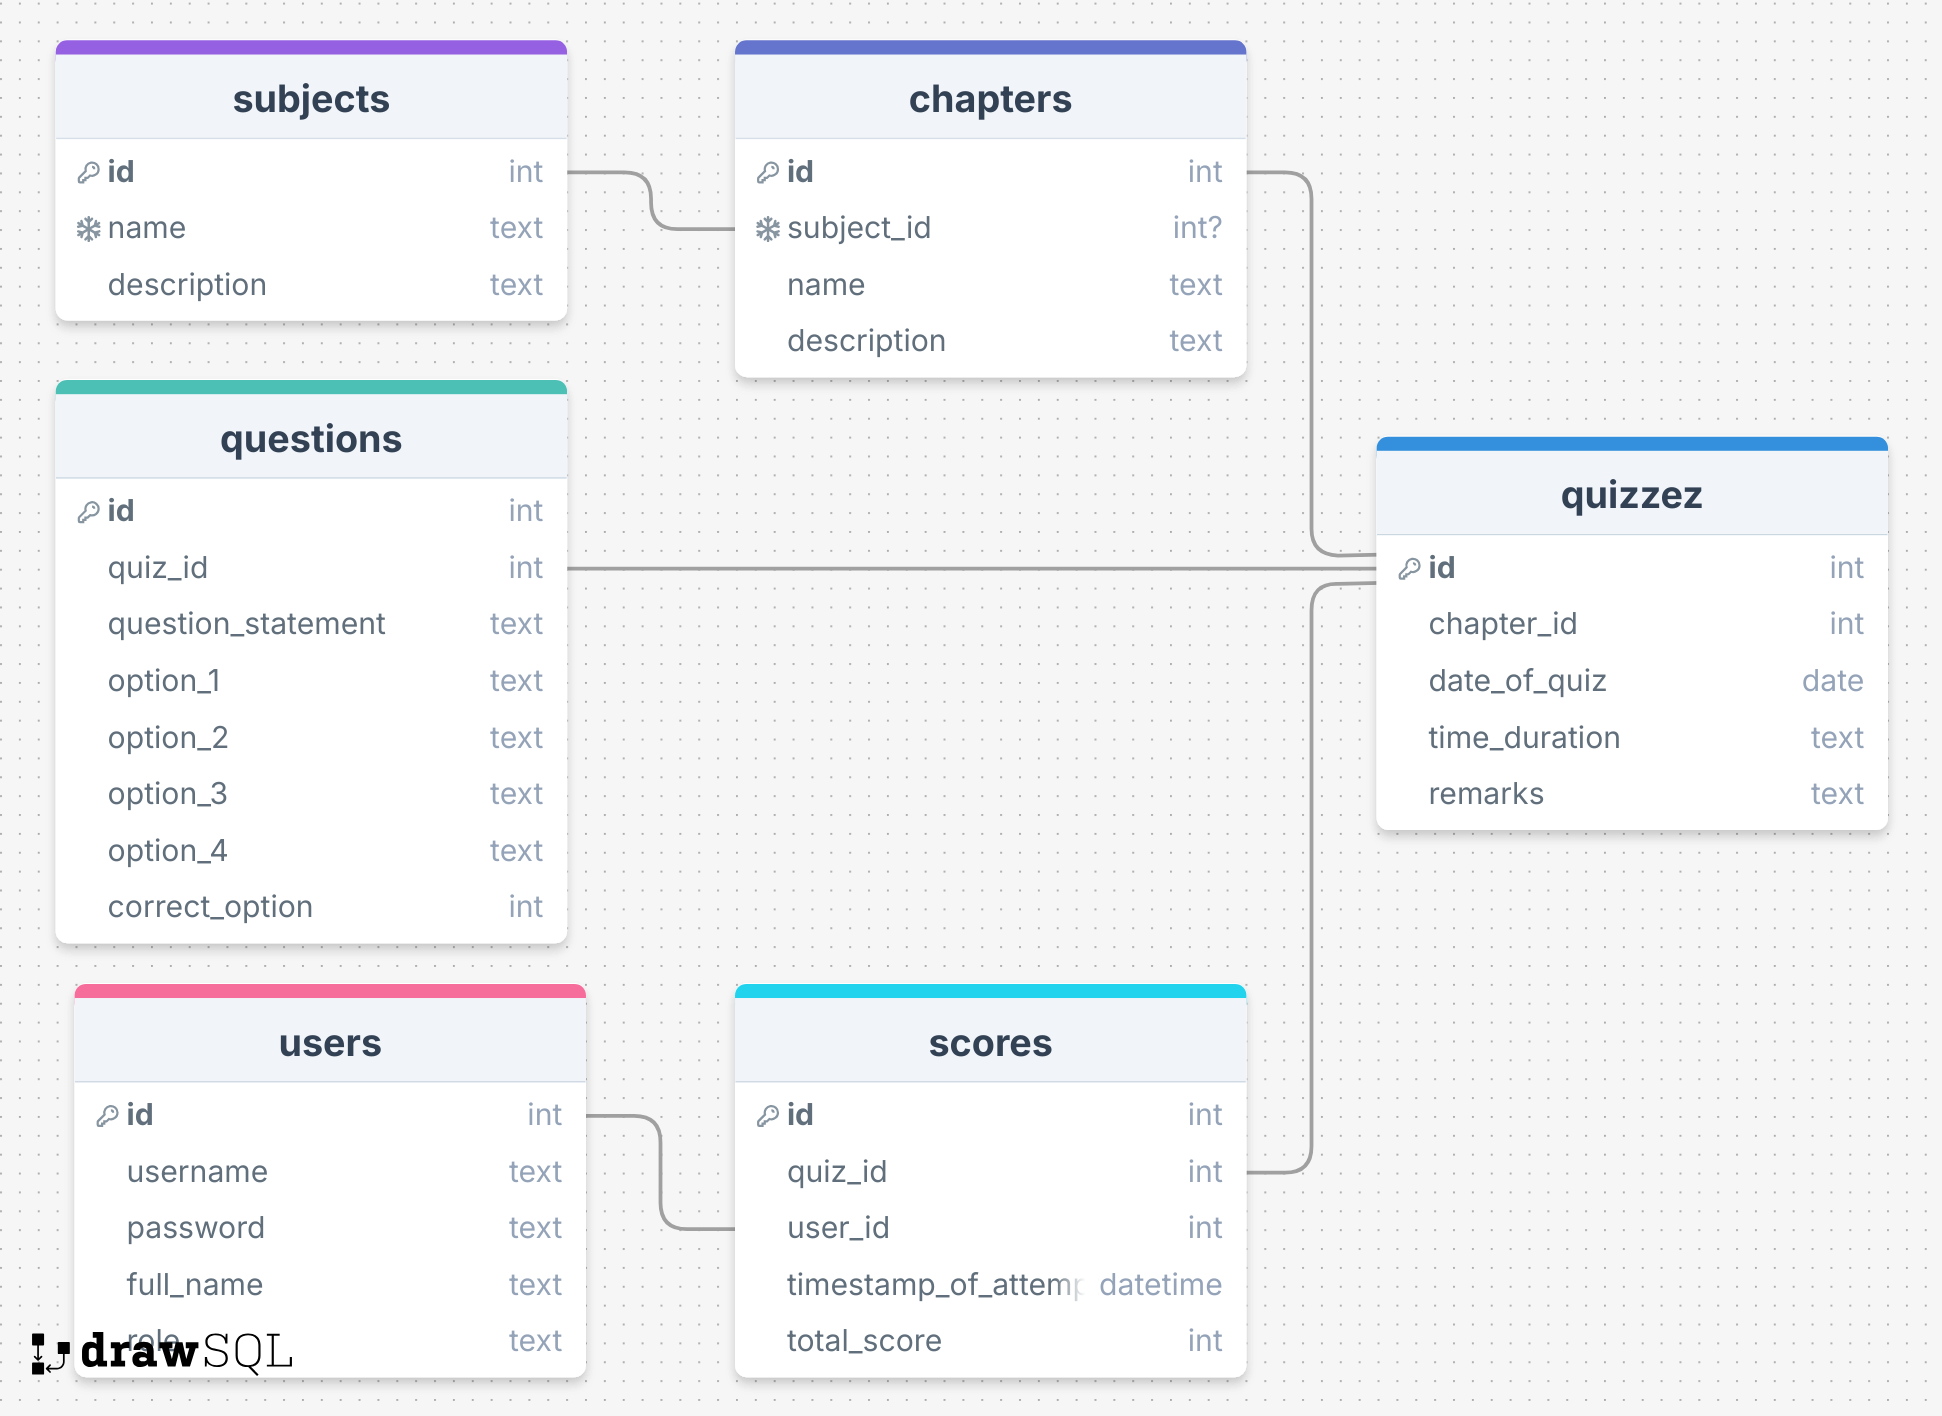 subjects
id int
name text
description text
chapters
id int
subject_id int?
name text
description text
questions
id int
quiz_id int
question_statement text
option_1 text
option_2 text
option_3 text
option_4 text
correct_option int
quizzez
id int
chapter_id int
date_of_quiz date
time_duration text
remarks text
users
id int
username text
password text
full_name text
role text
scores
id int
quiz_id int
user_id int
timestamp_of_attemp datetime
total_score int
drawSQL